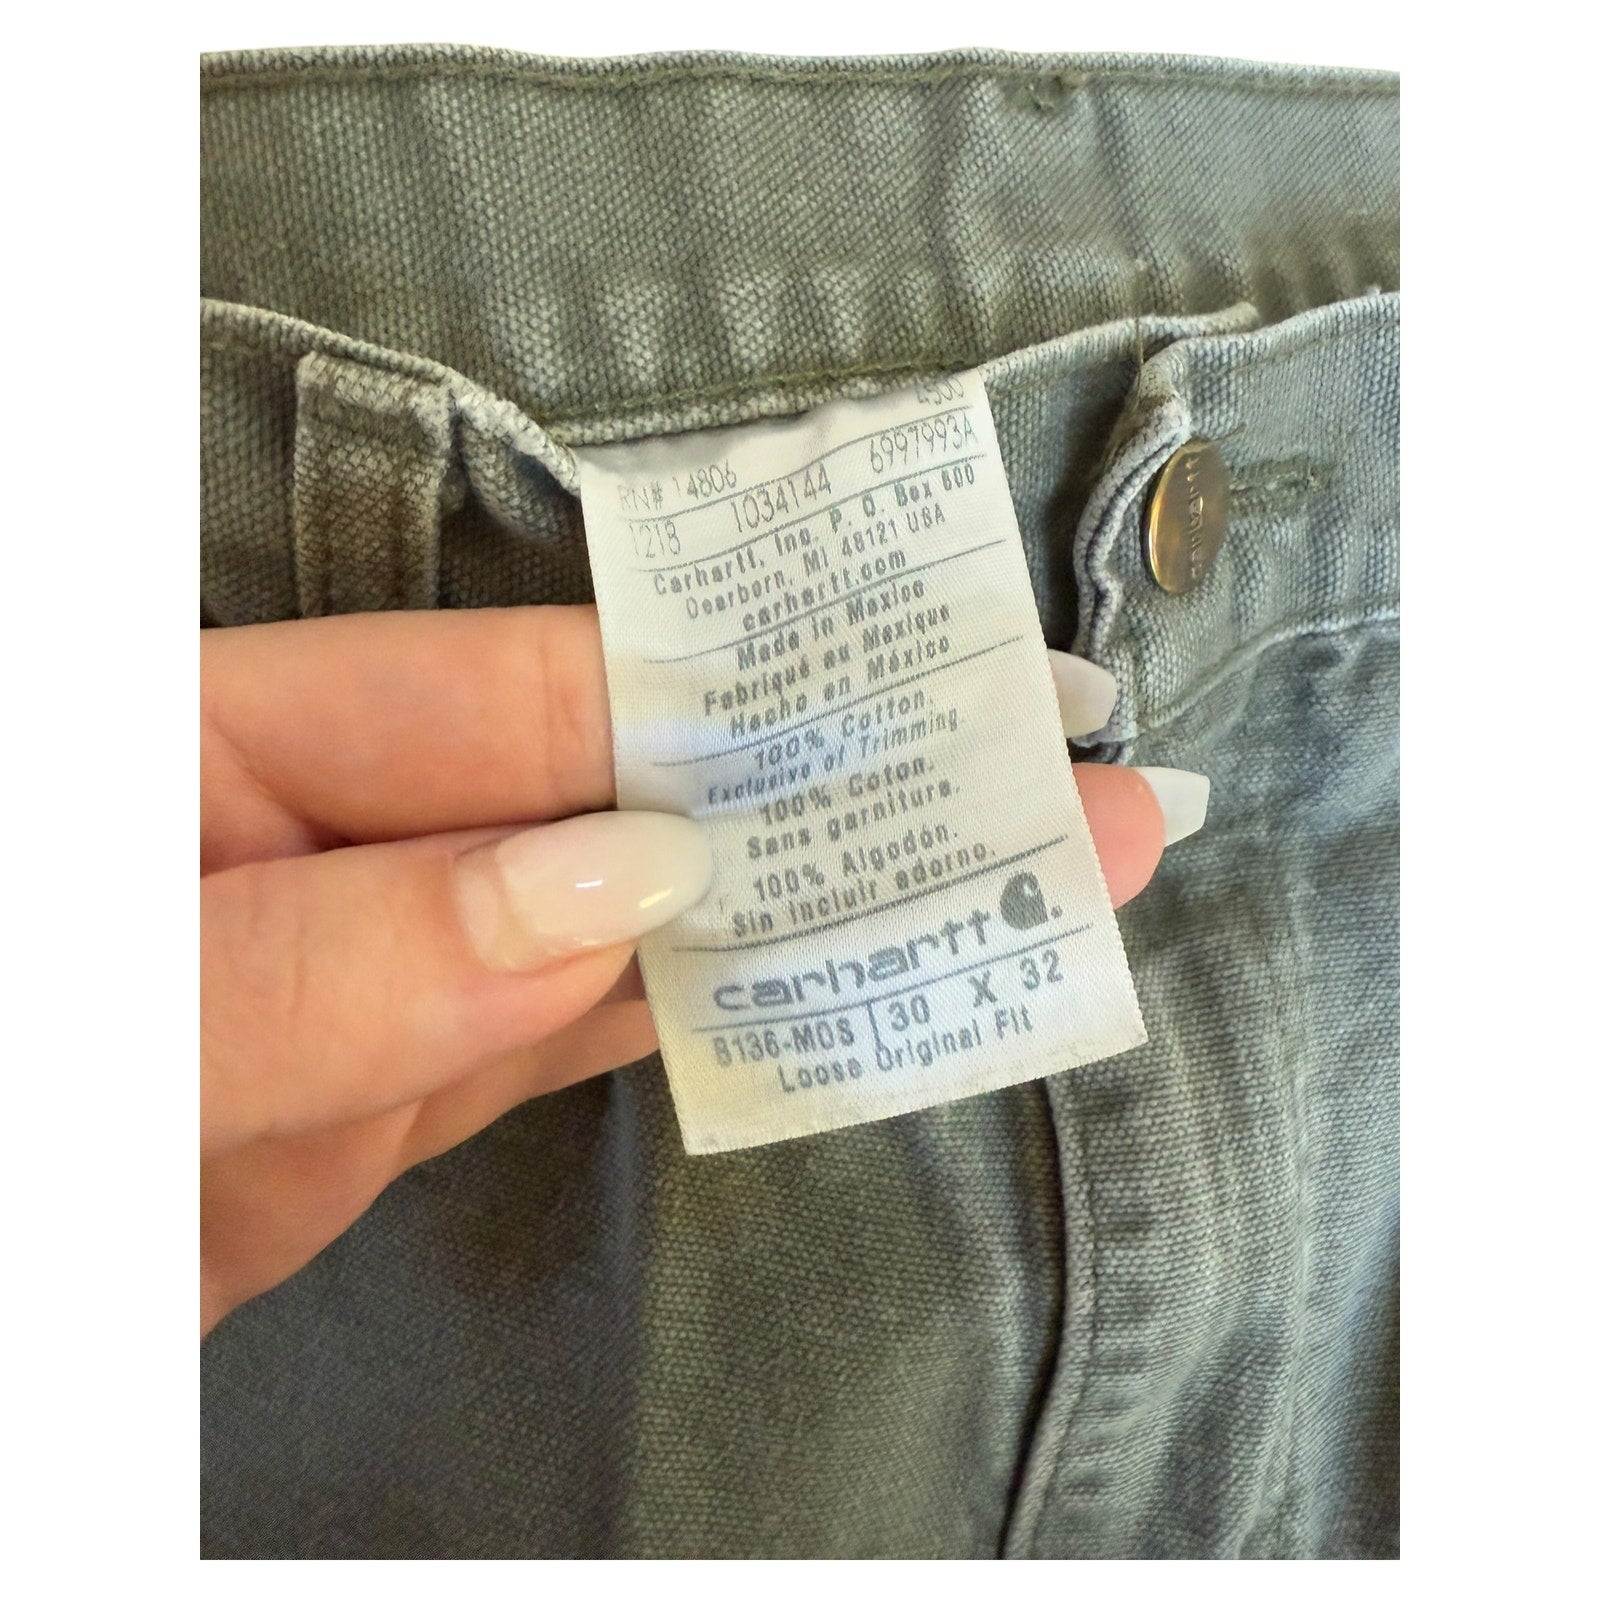 RN# 14806
1218 1034144 6997993A
Carhartt, Inc. P. O. Box 600
Dearborn, MI 48121 USA
carhartt.com
Made in Mexico
Fabriqué au Mexique
Hecho en México
100% Cotton.
Exclusive of Trimming.
100% Coton.
Sans garniture.
100% Algodón.
Sin incluir adorno.
carhartt
B136-MOS 30 X 32
Loose Original Fit